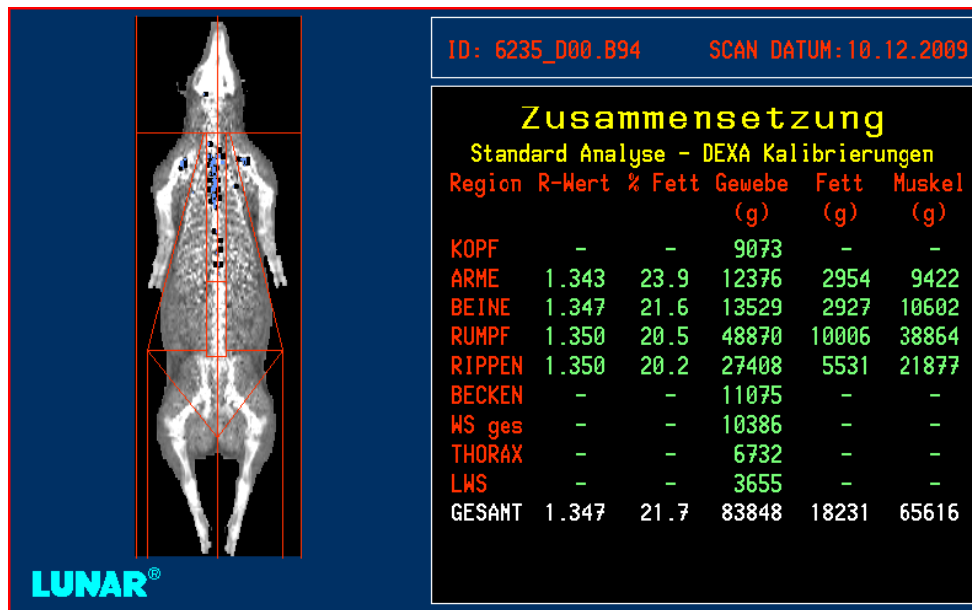 ID: 6235_D00.B94 SCAN DATUM:10.12.2009
Zusammensetzung
Standard Analyse - DEXA Kalibrierungen
Region R-Wert % Fett Gewebe Fett Muskel
(g) (g) (g)
KOPF - - 9073 - -
ARME 1.343 23.9 12376 2954 9422
BEINE 1.347 21.6 13529 2927 10602
RUMPF 1.350 20.5 48870 10006 38864
RIPPEN 1.350 20.2 27408 5531 21877
BECKEN - - 11075 - -
WS ges - - 10386 - -
THORAX - - 6732 - -
LWS - - 3655 - -
GESAMT 1.347 21.7 83848 18231 65616
LUNAR®